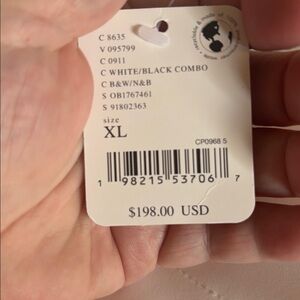 C 8635
V 095799
C 0911
C WHITE/BLACK COMBO
C B&W/N&B
S OB1767461
S 91802363
size
XL
CP0968 5
1 98215 53706 7
$198.00 USD